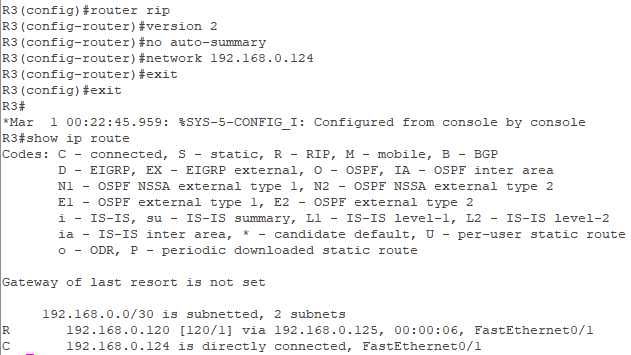 R3(config)#router rip
R3(config-router)#version 2
R3(config-router)#no auto-summary
R3(config-router)#network 192.168.0.124
R3(config-router)#exit
R3(config)#exit
R3#
*Mar  1 00:22:45.959: %SYS-5-CONFIG_I: Configured from console by console
R3#show ip route
Codes: C - connected, S - static, R - RIP, M - mobile, B - BGP
       D - EIGRP, EX - EIGRP external, O - OSPF, IA - OSPF inter area
       N1 - OSPF NSSA external type 1, N2 - OSPF NSSA external type 2
       E1 - OSPF external type 1, E2 - OSPF external type 2
       i - IS-IS, su - IS-IS summary, L1 - IS-IS level-1, L2 - IS-IS level-2
       ia - IS-IS inter area, * - candidate default, U - per-user static route
       o - ODR, P - periodic downloaded static route

Gateway of last resort is not set

     192.168.0.0/30 is subnetted, 2 subnets
R       192.168.0.120 [120/1] via 192.168.0.125, 00:00:06, FastEthernet0/1
C       192.168.0.124 is directly connected, FastEthernet0/1